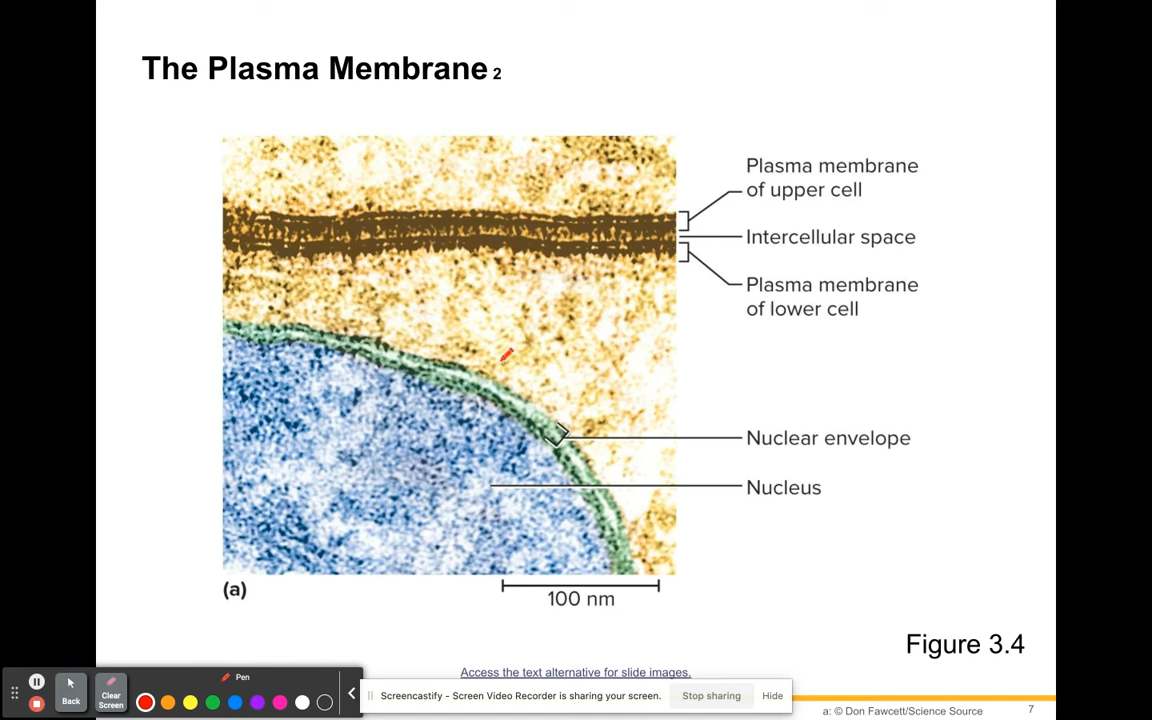 The Plasma Membrane 2
Plasma membrane
of upper cell
Intercellular space
Plasma membrane
of lower cell
Nuclear envelope
Nucleus
(a)
100 nm
Figure 3.4
Access the text alternative for slide images.
Pen
Back
Clear
Screen
Screencastify - Screen Video Recorder is sharing your screen.
Stop sharing
Hide
a: © Don Fawcett/Science Source
7